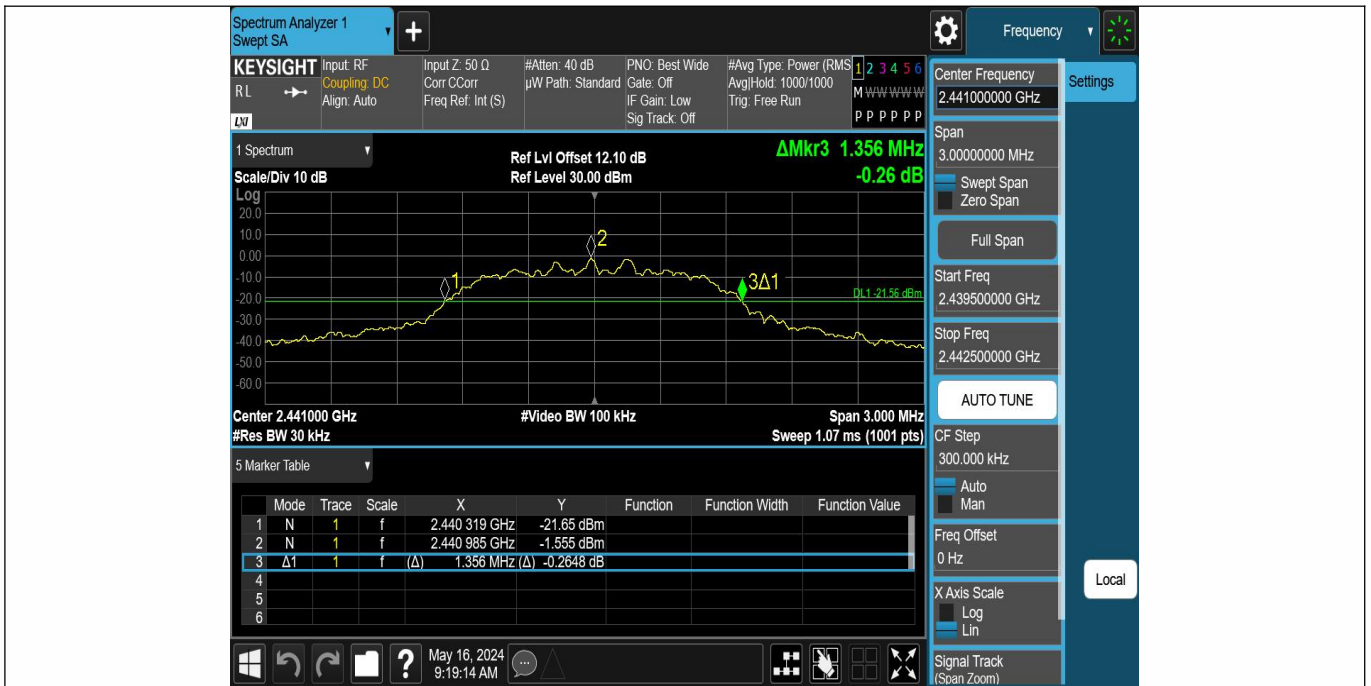 Spectrum Analyzer 1
Swept SA
+
Frequency
KEYSIGHT
RL
LXI
Input: RF
Coupling: DC
Align: Auto
Input Z: 50 Ω
Corr CCorr
Freq Ref: Int (S)
#Atten: 40 dB
µW Path: Standard
PNO: Best Wide
Gate: Off
IF Gain: Low
Sig Track: Off
#Avg Type: Power (RMS
Avg|Hold: 1000/1000
Trig: Free Run
1 2 3 4 5 6
M W W W W W
P P P P P P
1 Spectrum
Scale/Div 10 dB
Ref Lvl Offset 12.10 dB
Ref Level 30.00 dBm
ΔMkr3 1.356 MHz
-0.26 dB
Log
20.0
10.0
0.00
-10.0
-20.0
-30.0
-40.0
-50.0
-60.0
1
2
3Δ1
DL1 -21.56 dBm
Center 2.441000 GHz
#Video BW 100 kHz
Span 3.000 MHz
#Res BW 30 kHz
Sweep 1.07 ms (1001 pts)
5 Marker Table
Mode Trace Scale X Y Function Function Width Function Value
1 N 1 f 2.440 319 GHz -21.65 dBm
2 N 1 f 2.440 985 GHz -1.555 dBm
3 Δ1 1 f (Δ) 1.356 MHz (Δ) -0.2648 dB
4
5
6
?
May 16, 2024
9:19:14 AM
Center Frequency
2.441000000 GHz
Settings
Span
3.00000000 MHz
Swept Span
Zero Span
Full Span
Start Freq
2.439500000 GHz
Stop Freq
2.442500000 GHz
AUTO TUNE
CF Step
300.000 kHz
Auto
Man
Freq Offset
0 Hz
Local
X Axis Scale
Log
Lin
Signal Track
(Span Zoom)